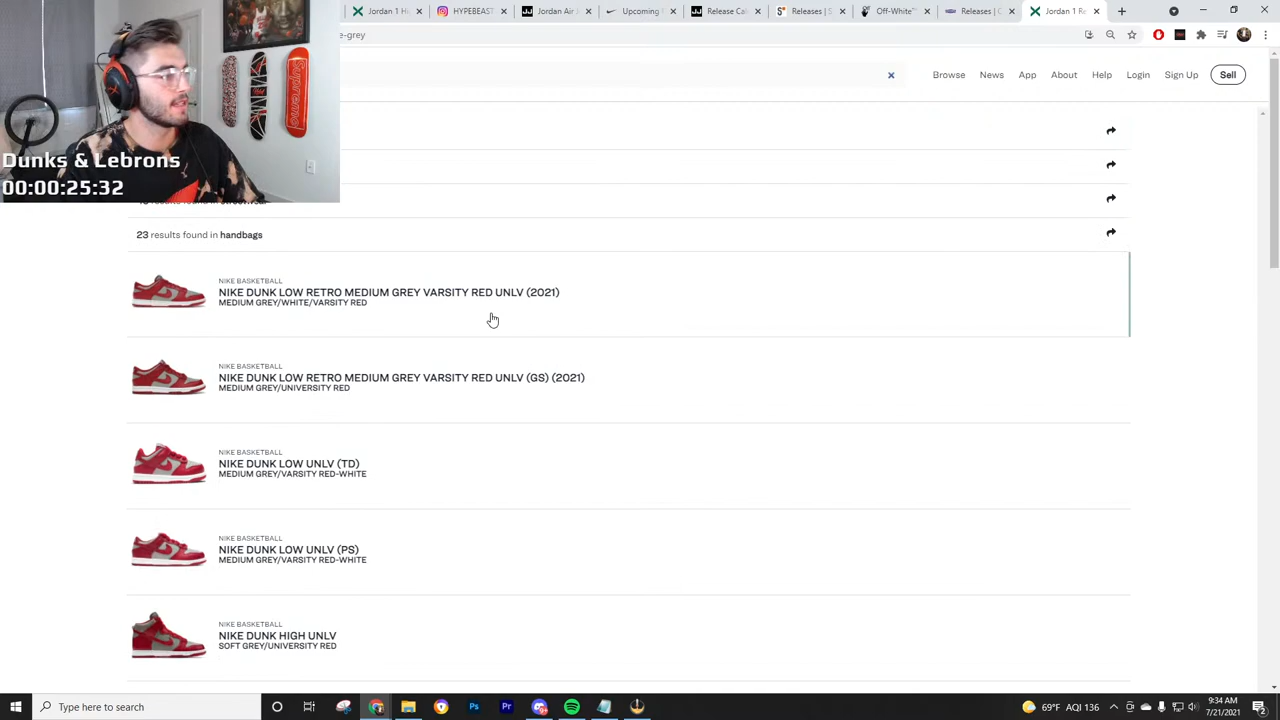 Jordan 1 H
HYPEBEAST
Jordan Air J
Upcoming
Release Cale
Releases | S
Off-White™
Releases | C
Jordan 1 Re
e-grey
Browse News App About Help Login Sign Up Sell
Dunks & Lebrons
00:00:25:32
23 results found in handbags
NIKE BASKETBALL
NIKE DUNK LOW RETRO MEDIUM GREY VARSITY RED UNLV (2021)
MEDIUM GREY/WHITE/VARSITY RED
NIKE BASKETBALL
NIKE DUNK LOW RETRO MEDIUM GREY VARSITY RED UNLV (GS) (2021)
MEDIUM GREY/UNIVERSITY RED
NIKE BASKETBALL
NIKE DUNK LOW UNLV (TD)
MEDIUM GREY/VARSITY RED-WHITE
NIKE BASKETBALL
NIKE DUNK LOW UNLV (PS)
MEDIUM GREY/VARSITY RED-WHITE
NIKE BASKETBALL
NIKE DUNK HIGH UNLV
SOFT GREY/UNIVERSITY RED
Type here to search
69°F AQI 136
9:34 AM
7/21/2021
Supreme